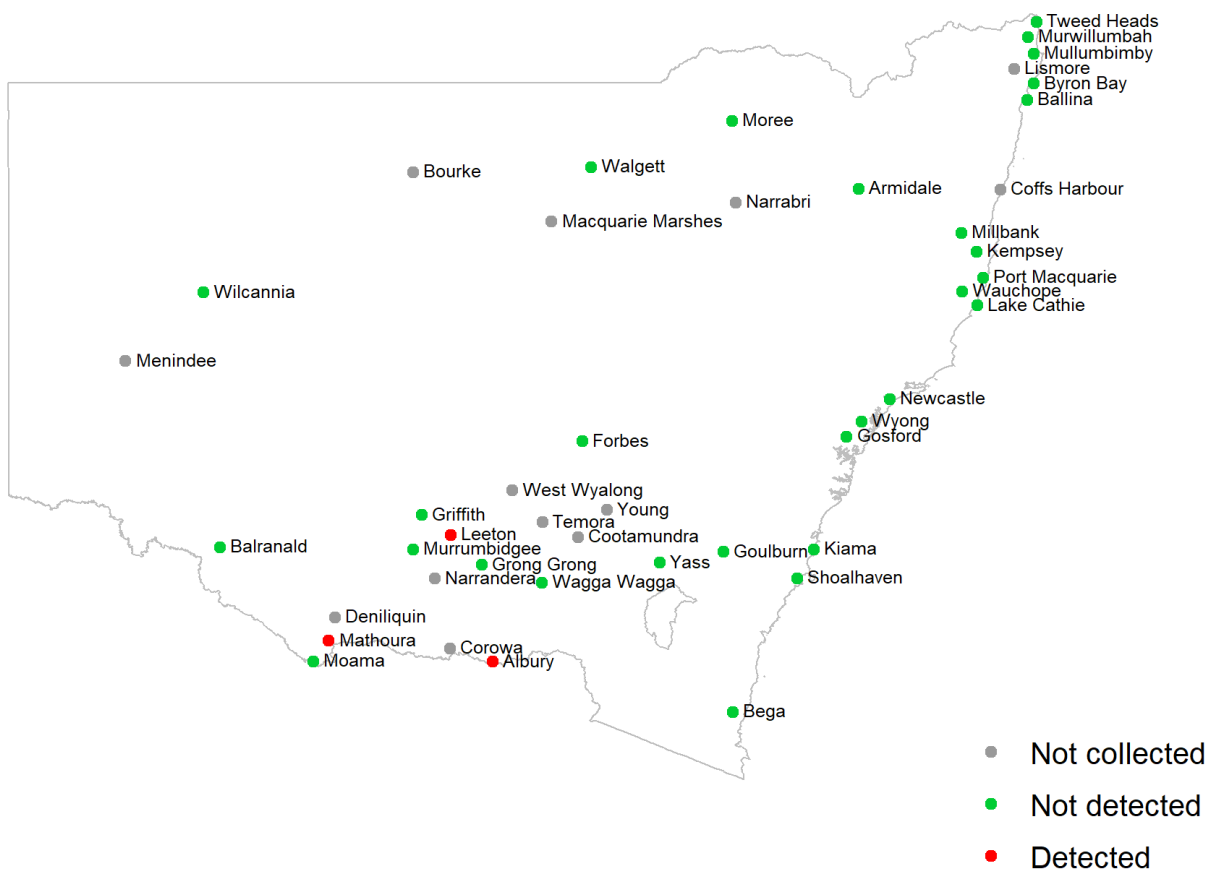 Tweed Heads
Murwillumbah
Mullumbimby
Lismore
Byron Bay
Ballina
Moree
Walgett
Bourke
Armidale
Coffs Harbour
Narrabri
Macquarie Marshes
Millbank
Kempsey
Port Macquarie
Wilcannia
Wauchope
Lake Cathie
Menindee
Newcastle
Wyong
Gosford
Forbes
West Wyalong
Young
Griffith
Temora
Leeton
Cootamundra
Balranald
Murrumbidgee
Goulburn
Kiama
Grong Grong
Yass
Narrandera
Wagga Wagga
Shoalhaven
Deniliquin
Mathoura
Corowa
Moama
Albury
Bega
Not collected
Not detected
Detected